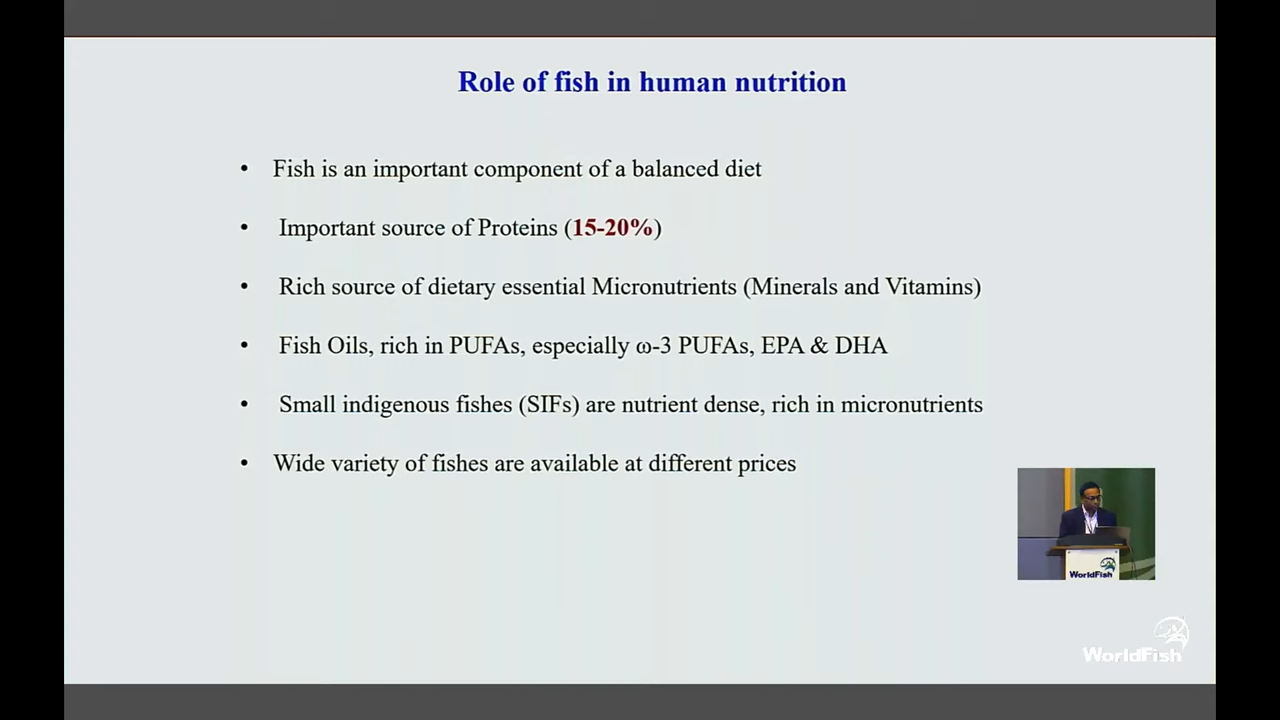 Role of fish in human nutrition
• Fish is an important component of a balanced diet
• Important source of Proteins (15-20%)
• Rich source of dietary essential Micronutrients (Minerals and Vitamins)
• Fish Oils, rich in PUFAs, especially ω-3 PUFAs, EPA & DHA
• Small indigenous fishes (SIFs) are nutrient dense, rich in micronutrients
• Wide variety of fishes are available at different prices
WorldFish
WorldFish